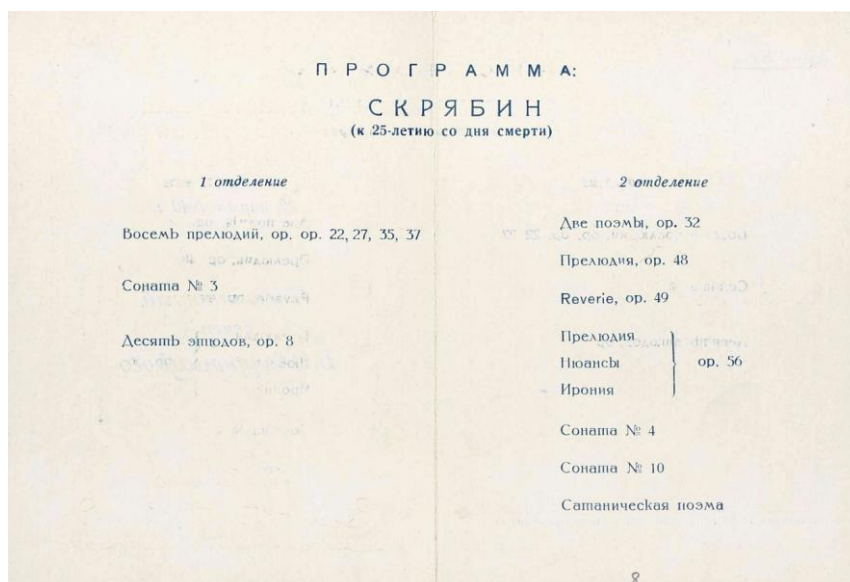 ПРОГРАММА:
СКРЯБИН
(к 25-летию со дня смерти)
1 отделение
Восемь прелюдий, ор. ор. 22, 27, 35, 37
Соната № 3
Десять этюдов, ор. 8
2 отделение
Две поэмы, ор. 32
Прелюдия, ор. 48
Reverie, ор. 49
Прелюдия
Нюансы ор. 56
Ирония
Соната № 4
Соната № 10
Сатаническая поэма
8